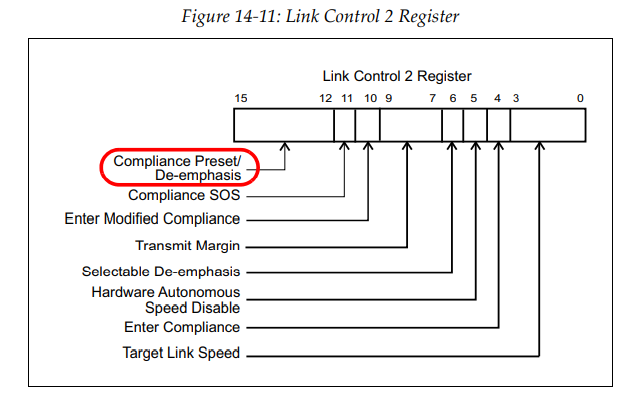 Figure 14-11: Link Control 2 Register
Link Control 2 Register
15 12 11 10 9 7 6 5 4 3 0
Compliance Preset/
De-emphasis
Compliance SOS
Enter Modified Compliance
Transmit Margin
Selectable De-emphasis
Hardware Autonomous
Speed Disable
Enter Compliance
Target Link Speed